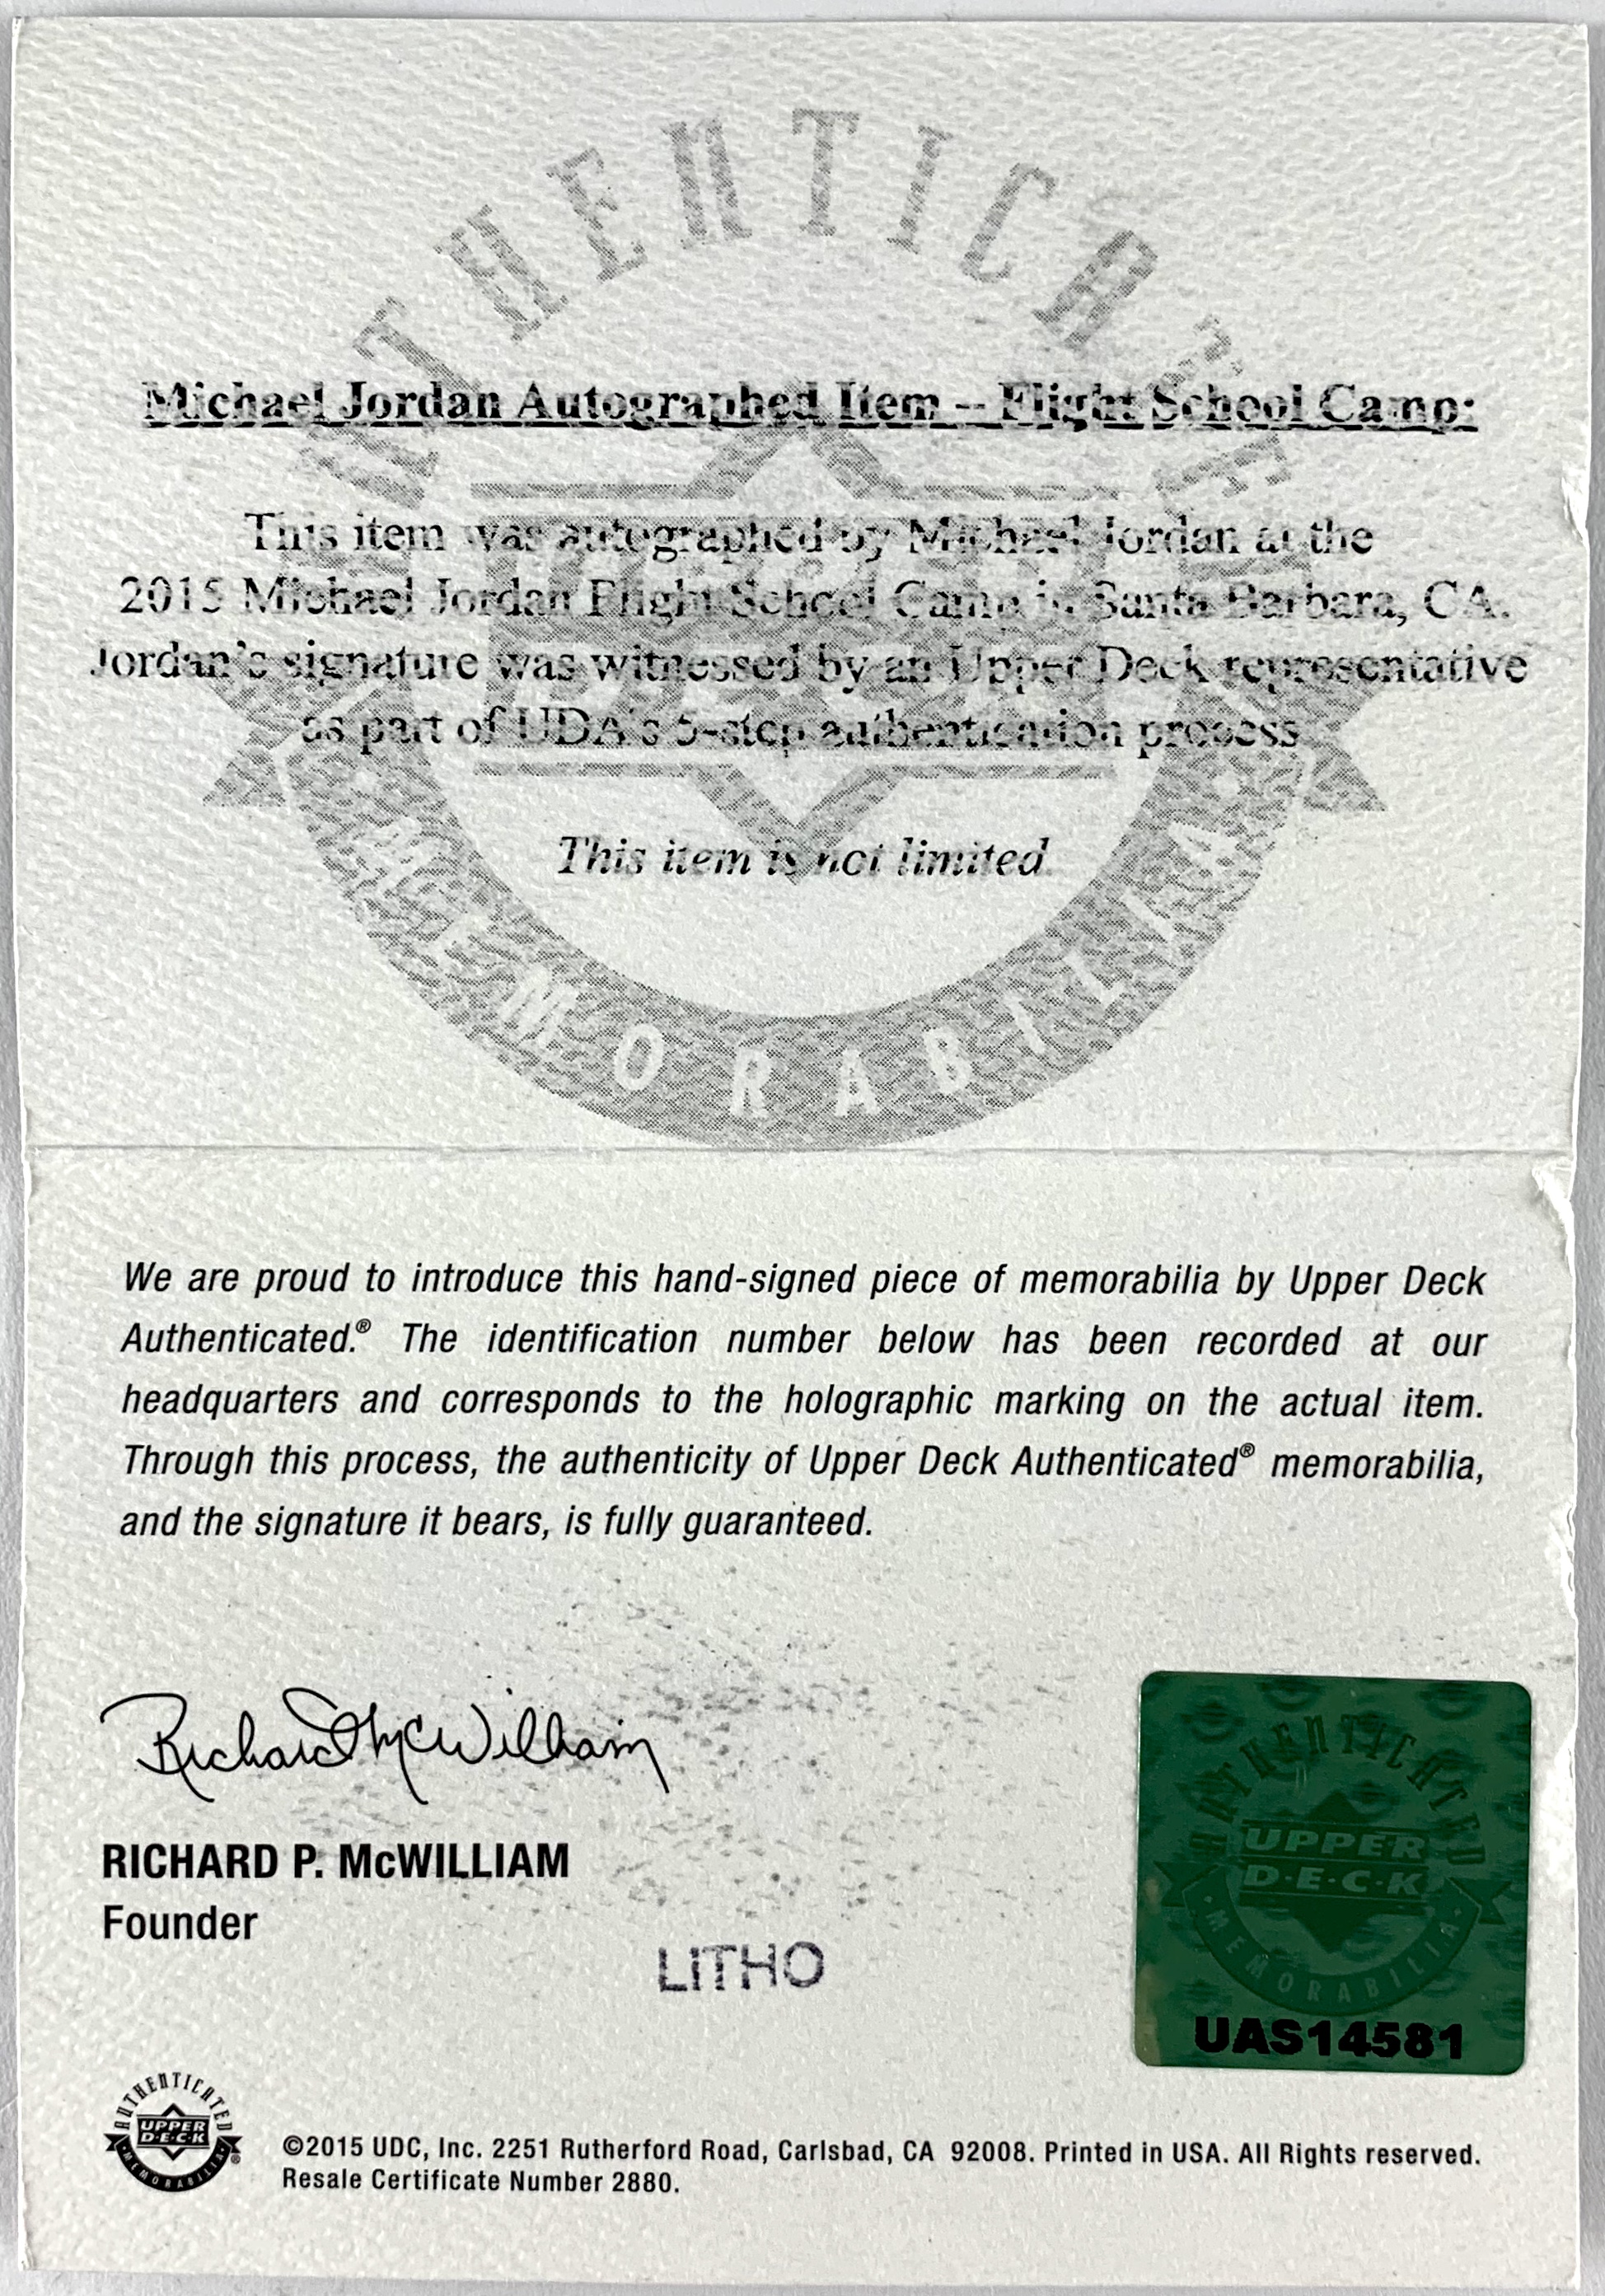 AUTHENTICATED
Michael Jordan Autographed Item -- Flight School Camp:
This item was autographed by Michael Jordan at the
2015 Michael Jordan Flight School Camp in Santa Barbara, CA.
Jordan's signature was witnessed by an Upper Deck representative
as part of UDA's 5-step authentication process
This item is not limited.
MEMORABILIA
We are proud to introduce this hand-signed piece of memorabilia by Upper Deck
Authenticated.® The identification number below has been recorded at our
headquarters and corresponds to the holographic marking on the actual item.
Through this process, the authenticity of Upper Deck Authenticated® memorabilia,
and the signature it bears, is fully guaranteed.
Richard McWilliam
RICHARD P. McWILLIAM
Founder
LITHO
AUTHENTICATED
UPPER
D·E·C·K
MEMORABILIA
UAS14581
AUTHENTICATED
UPPER
D·E·C·K
MEMORABILIA®
©2015 UDC, Inc. 2251 Rutherford Road, Carlsbad, CA 92008. Printed in USA. All Rights reserved.
Resale Certificate Number 2880.